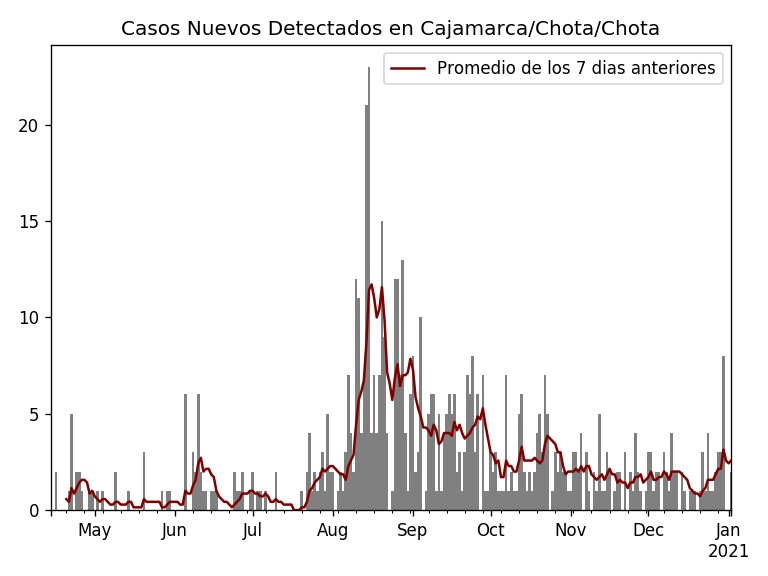 Casos Nuevos Detectados en Cajamarca/Chota/Chota
Promedio de los 7 dias anteriores
20
15
10
5
0
May Jun Jul Aug Sep Oct Nov Dec Jan
2021